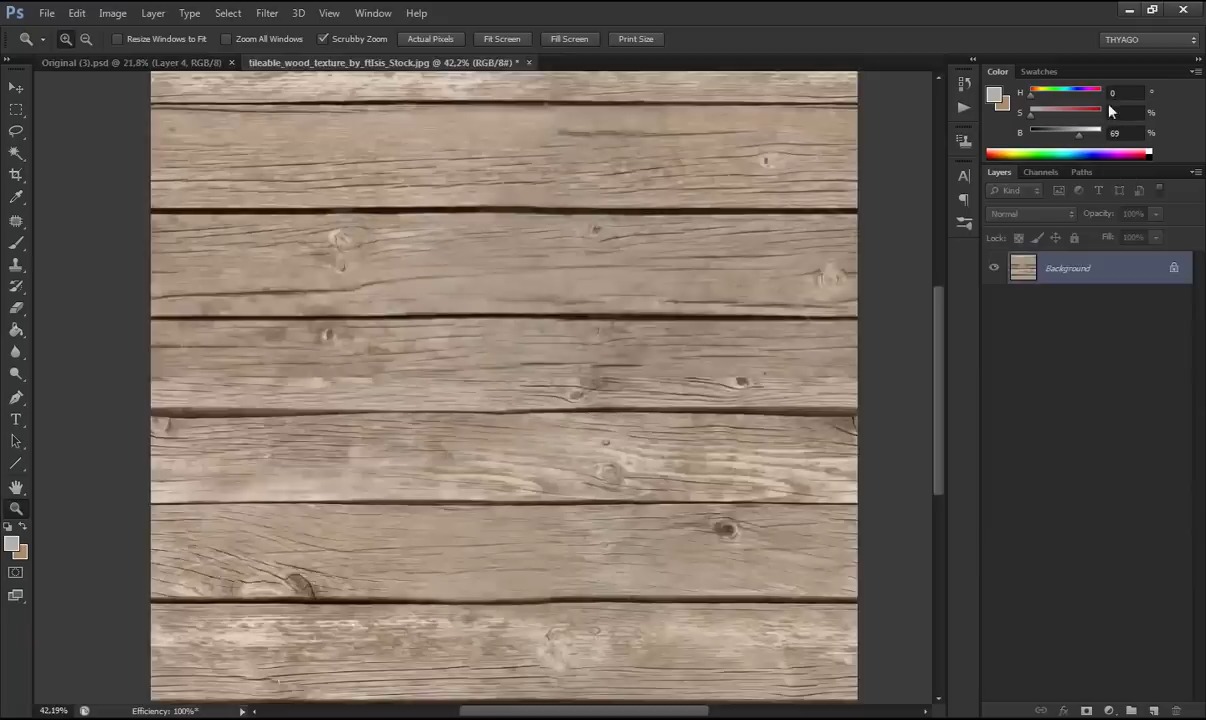 Ps File Edit Image Layer Type Select Filter 3D View Window Help
Resize Windows to Fit Zoom All Windows Scrubby Zoom Actual Pixels Fit Screen Fill Screen Print Size THYAGO
Original (3).psd @ 21,8% (Layer 4, RGB/8) × tileable_wood_texture_by_ftIsis_Stock.jpg @ 42,2% (RGB/8#) * ×
Color Swatches
H 0 °
S %
B 69 %
Layers Channels Paths
Kind
Normal Opacity: 100%
Lock: Fill: 100%
Background
42,19% Efficiency: 100%*